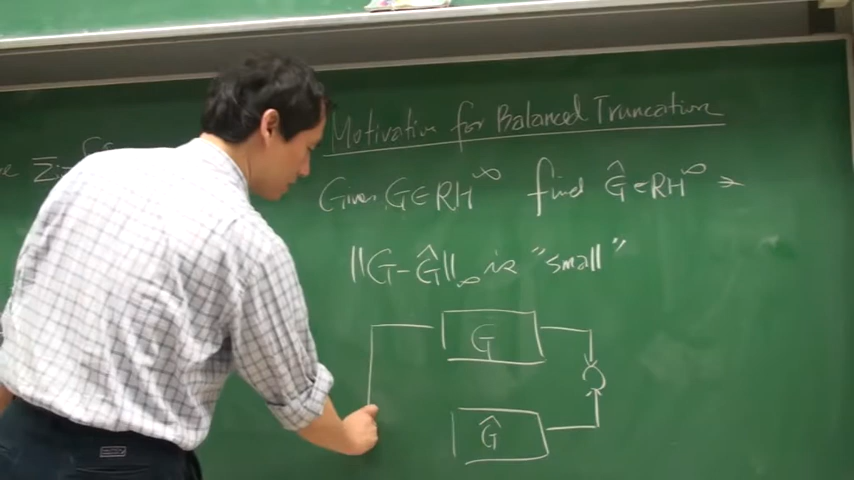 Motivation for Balanced Truncation
Given G ∈ RH^∞ find Ĝ ∈ RH^∞ ∋
‖G-Ĝ‖_∞ is "small"
G
Ĝ